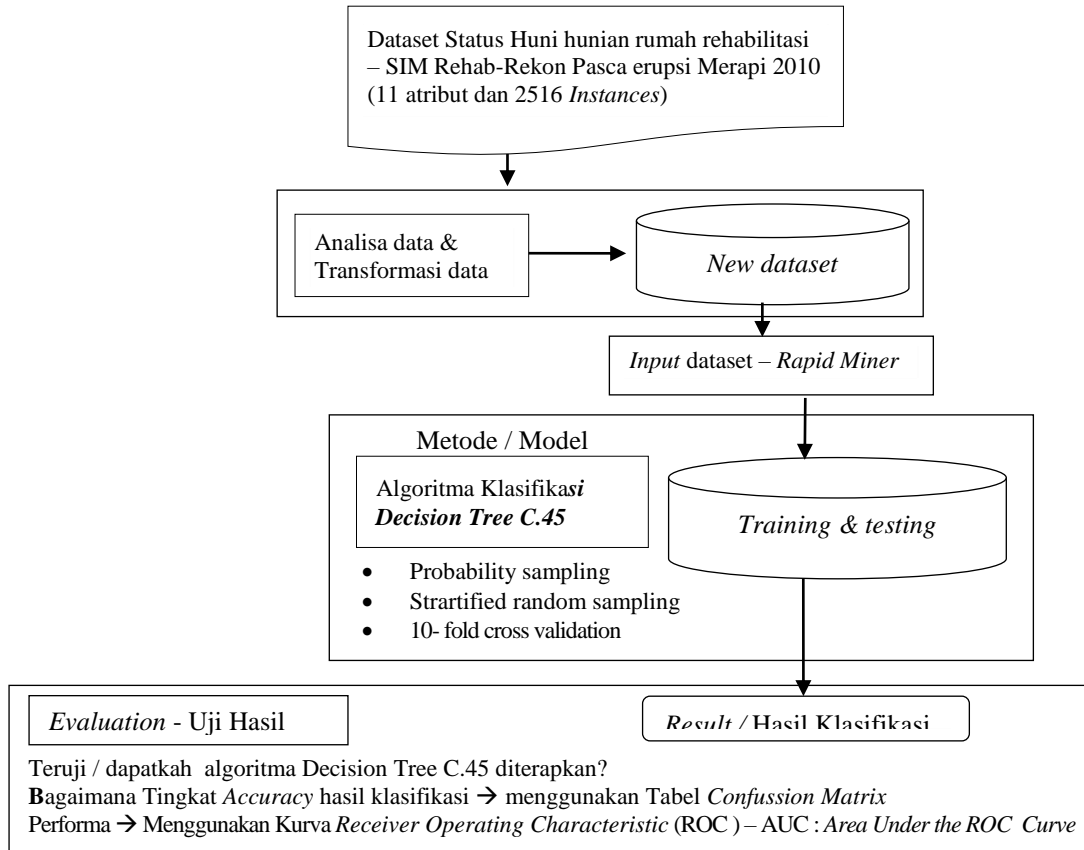 Dataset Status Huni hunian rumah rehabilitasi
– SIM Rehab-Rekon Pasca erupsi Merapi 2010
(11 atribut dan 2516 Instances)
Analisa data &
Transformasi data
New dataset
Input dataset – Rapid Miner
Metode / Model
Algoritma Klasifikasi
Decision Tree C.45
Training & testing
• Probability sampling
• Strartified random sampling
• 10- fold cross validation
Evaluation - Uji Hasil
Result / Hasil Klasifikasi
Teruji / dapatkah algoritma Decision Tree C.45 diterapkan?
Bagaimana Tingkat Accuracy hasil klasifikasi → menggunakan Tabel Confussion Matrix
Performa → Menggunakan Kurva Receiver Operating Characteristic (ROC ) – AUC : Area Under the ROC Curve